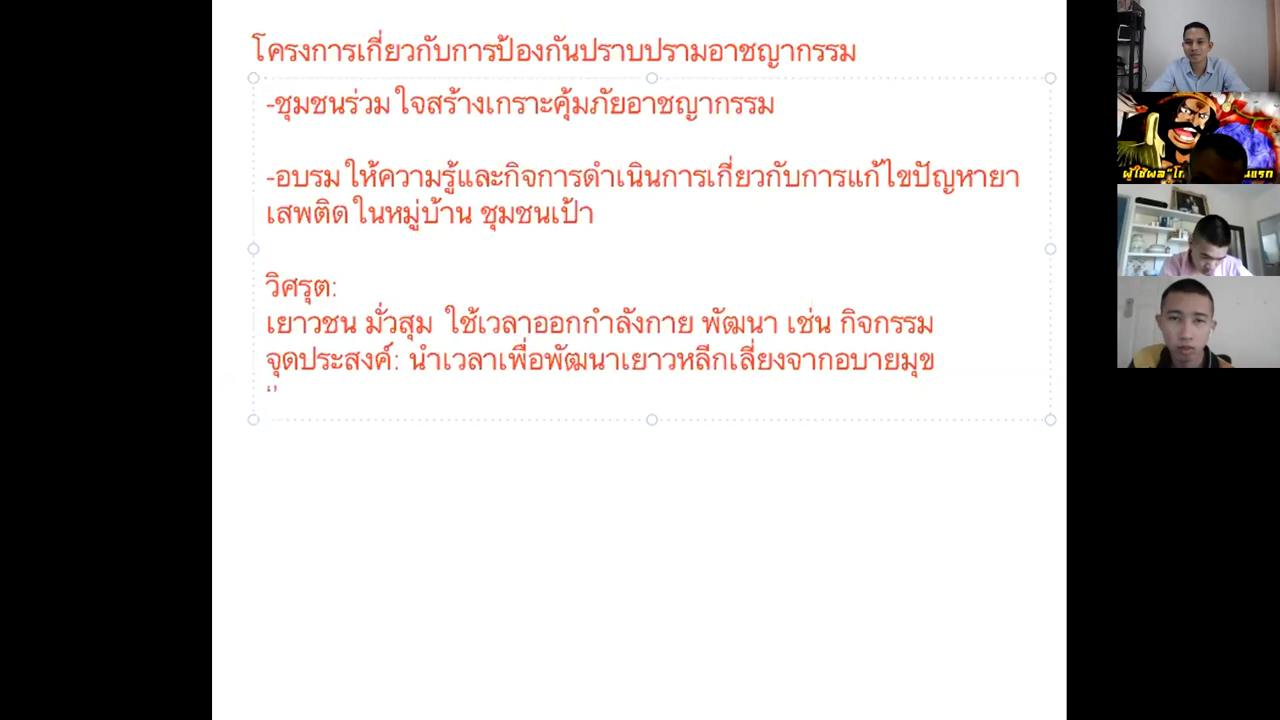 โครงการเกี่ยวกับการป้องกันปราบปรามอาชญากรรม
-ชุมชนร่วมใจสร้างเกราะคุ้มภัยอาชญากรรม
-อบรมให้ความรู้และกิจการดำเนินการเกี่ยวกับการแก้ไขปัญหายา
เสพติดในหมู่บ้าน ชุมชนเป้า
วิศรุต:
เยาวชน มั่วสุม ใช้เวลาออกกำลังกาย พัฒนา เช่น กิจกรรม
จุดประสงค์: นำเวลาเพื่อพัฒนาเยาวหลีกเลี่ยงจากอบายมุข